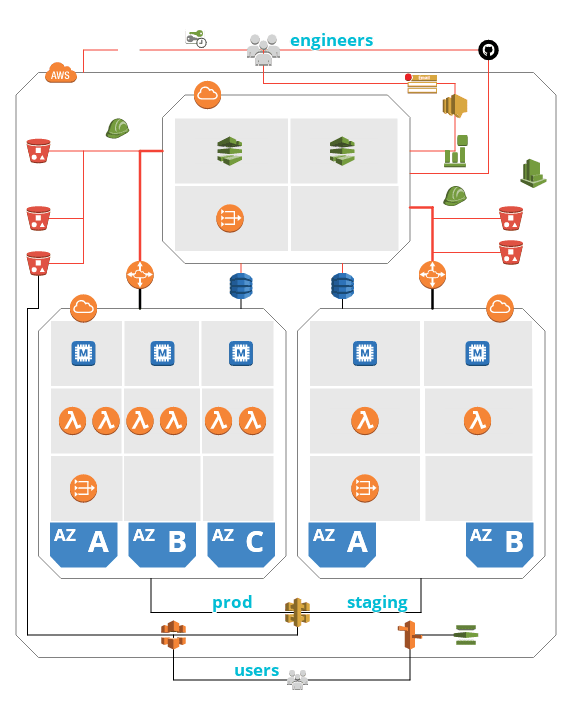 engineers
AWS
M
M
M
M
M
λ λ λ λ λ λ
λ
λ
AZ A
AZ B
AZ C
AZ A
AZ B
prod
staging
users